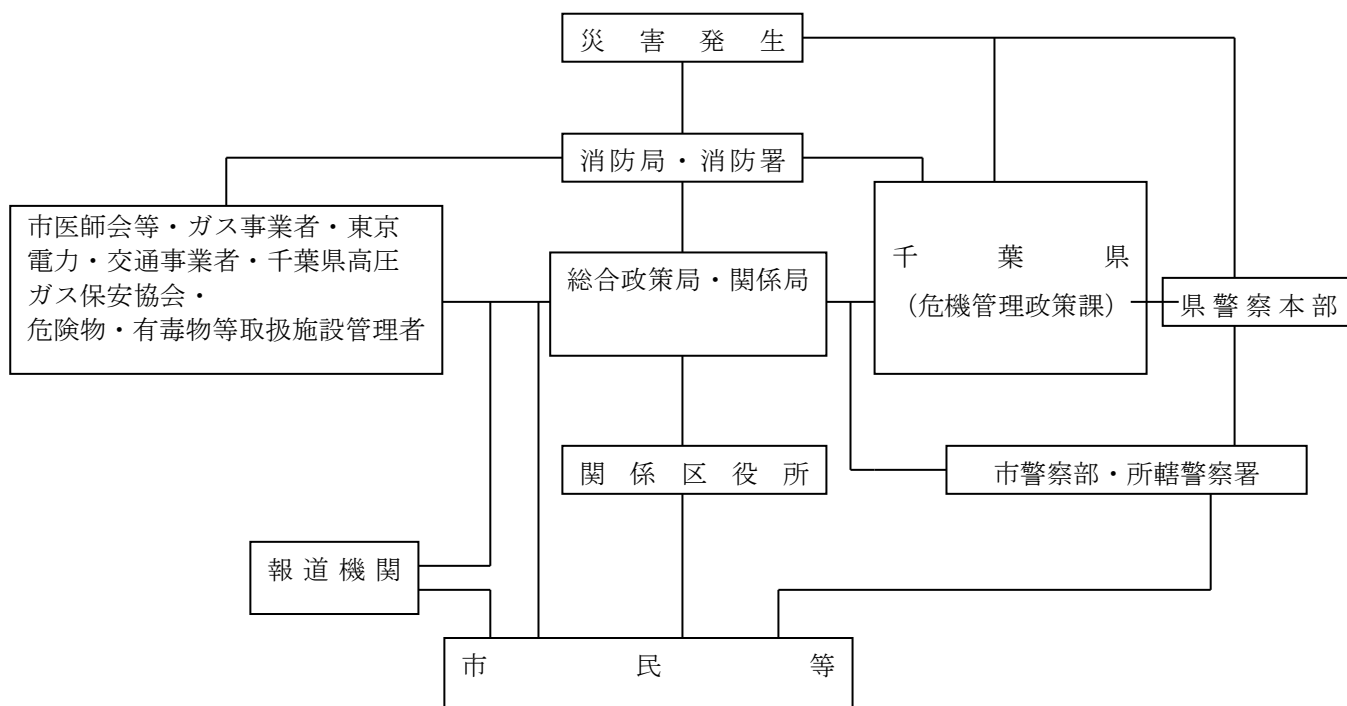 災害発生
消防局・消防署
市医師会等・ガス事業者・東京
電力・交通事業者・千葉県高圧
ガス保安協会・
危険物・有毒物等取扱施設管理者
総合政策局・関係局
千葉県
（危機管理政策課）
県警察本部
関係区役所
市警察部・所轄警察署
報道機関
市民等